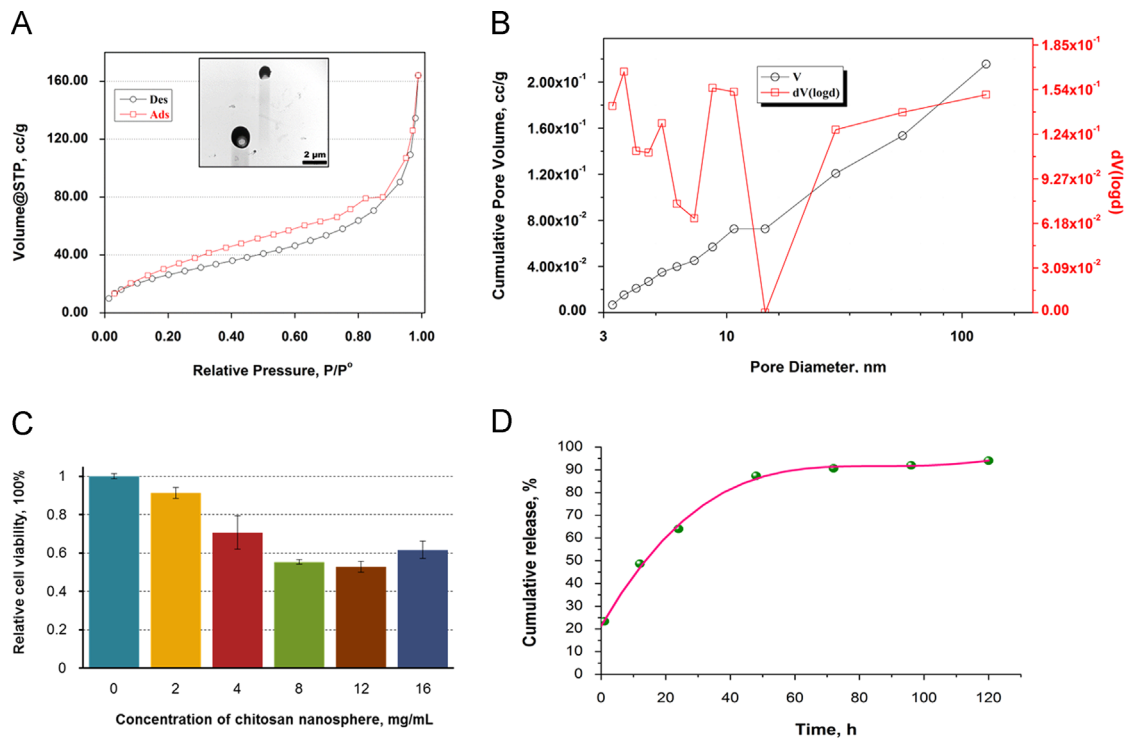 A
Volume@STP, cc/g
160.00
120.00
80.00
40.00
0.00
Des
Ads
2 µm
0.00 0.20 0.40 0.60 0.80 1.00
Relative Pressure, P/P°
B
Cumulative Pore Volume, cc/g
2.00x10⁻¹
1.60x10⁻¹
1.20x10⁻¹
8.00x10⁻²
4.00x10⁻²
0.00
V
dV(logd)
1.85x10⁻¹
1.54x10⁻¹
1.24x10⁻¹
9.27x10⁻²
6.18x10⁻²
3.09x10⁻²
0.00
dV(logd)
3 10 100
Pore Diameter, nm
C
Relative cell viability, 100%
1
0.8
0.6
0.4
0.2
0
0 2 4 8 12 16
Concentration of chitosan nanosphere, mg/mL
D
Cumulative release, %
100
90
80
70
60
50
40
30
20
10
0
0 20 40 60 80 100 120
Time, h